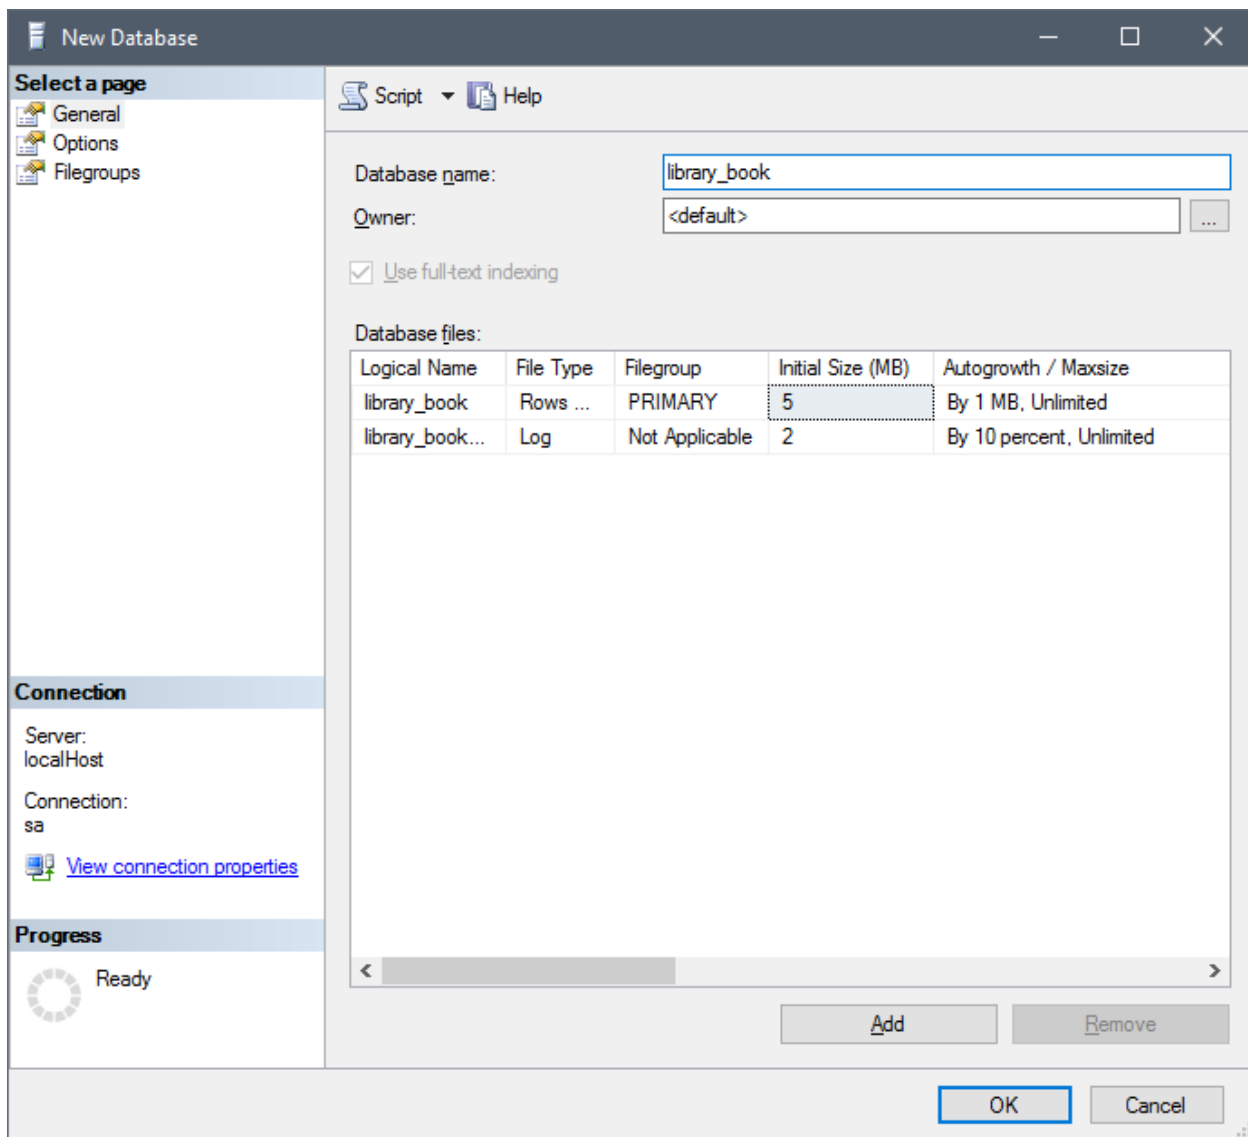 New Database
Select a page
General
Options
Filegroups
Script Help
Database name: library_book
Owner: <default> ...
Use full-text indexing
Database files:
Logical Name File Type Filegroup Initial Size (MB) Autogrowth / Maxsize
library_book Rows ... PRIMARY 5 By 1 MB, Unlimited
library_book... Log Not Applicable 2 By 10 percent, Unlimited
Connection
Server:
localHost
Connection:
sa
View connection properties
Progress
Ready
Add Remove
OK Cancel